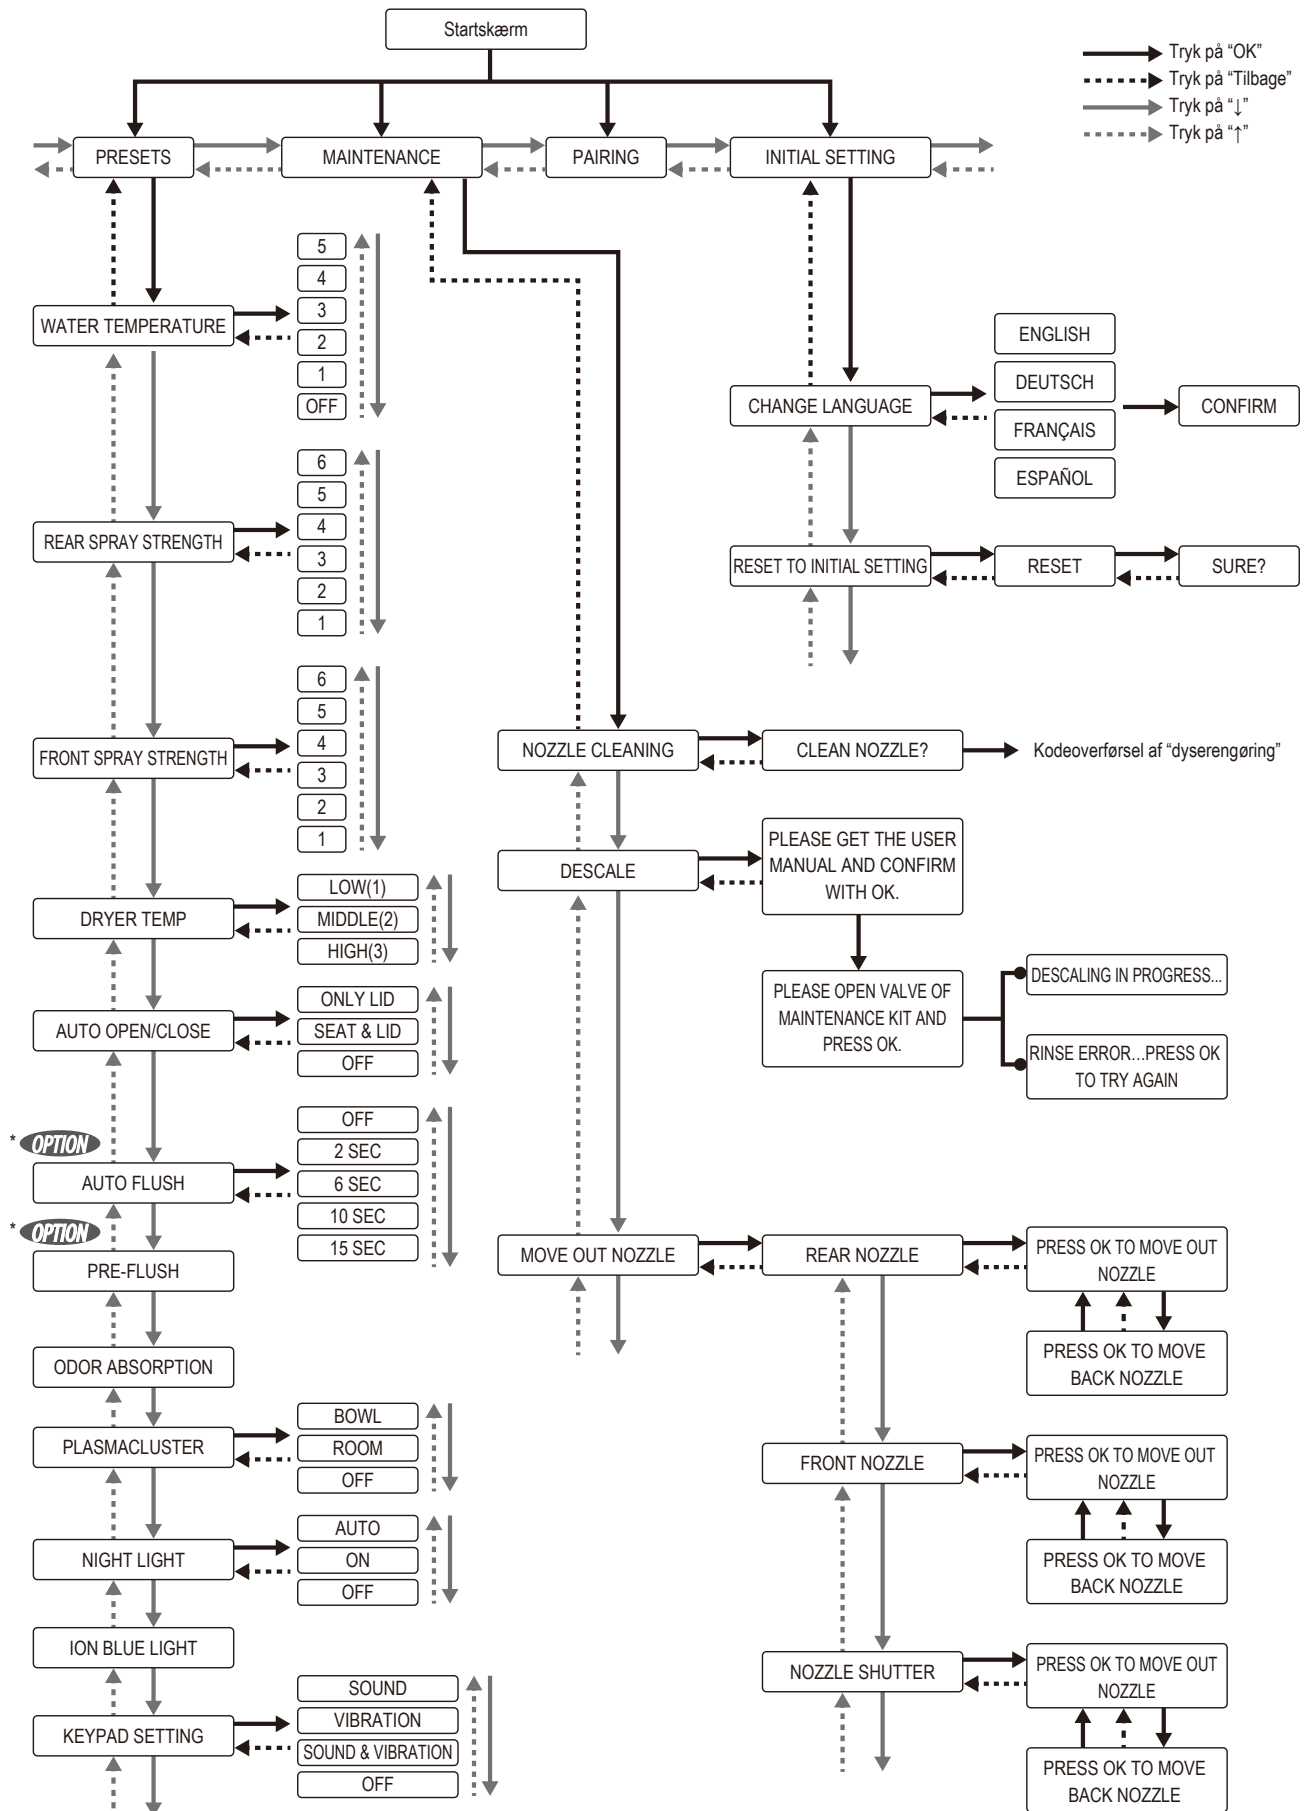 Startskærm
Tryk på “OK”
Tryk på “Tilbage”
Tryk på “↓”
Tryk på “↑”
PRESETS
MAINTENANCE
PAIRING
INITIAL SETTING
WATER TEMPERATURE
5
4
3
2
1
OFF
REAR SPRAY STRENGTH
6
5
4
3
2
1
FRONT SPRAY STRENGTH
6
5
4
3
2
1
DRYER TEMP
LOW(1)
MIDDLE(2)
HIGH(3)
AUTO OPEN/CLOSE
ONLY LID
SEAT & LID
OFF
* OPTION
AUTO FLUSH
OFF
2 SEC
6 SEC
10 SEC
15 SEC
* OPTION
PRE-FLUSH
ODOR ABSORPTION
PLASMACLUSTER
BOWL
ROOM
OFF
NIGHT LIGHT
AUTO
ON
OFF
ION BLUE LIGHT
KEYPAD SETTING
SOUND
VIBRATION
SOUND & VIBRATION
OFF
NOZZLE CLEANING
CLEAN NOZZLE?
Kodeoverførsel af “dyserengøring”
DESCALE
PLEASE GET THE USER
MANUAL AND CONFIRM
WITH OK.
PLEASE OPEN VALVE OF
MAINTENANCE KIT AND
PRESS OK.
DESCALING IN PROGRESS...
RINSE ERROR...PRESS OK
TO TRY AGAIN
MOVE OUT NOZZLE
REAR NOZZLE
PRESS OK TO MOVE OUT
NOZZLE
PRESS OK TO MOVE
BACK NOZZLE
FRONT NOZZLE
PRESS OK TO MOVE OUT
NOZZLE
PRESS OK TO MOVE
BACK NOZZLE
NOZZLE SHUTTER
PRESS OK TO MOVE OUT
NOZZLE
PRESS OK TO MOVE
BACK NOZZLE
CHANGE LANGUAGE
ENGLISH
DEUTSCH
FRANÇAIS
ESPAÑOL
CONFIRM
RESET TO INITIAL SETTING
RESET
SURE?